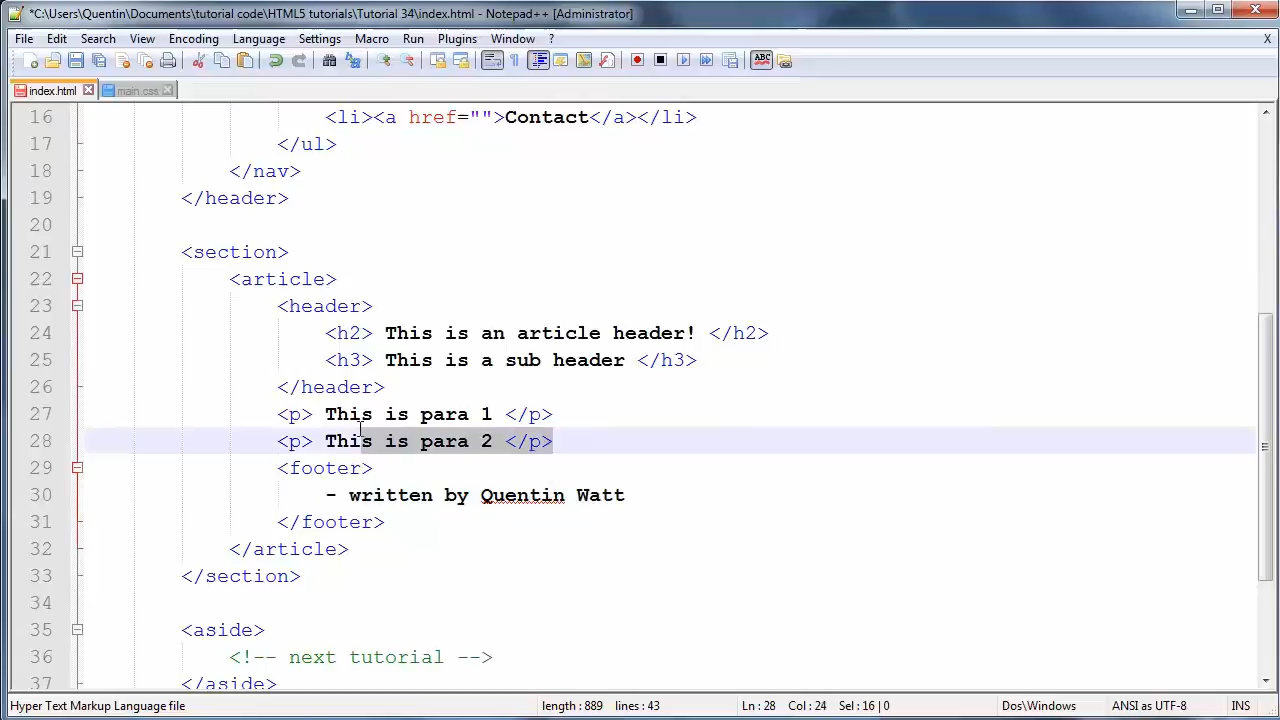 *C:\Users\Quentin\Documents\tutorial code\HTML5 tutorials\Tutorial 34\index.html - Notepad++ [Administrator]
File Edit Search View Encoding Language Settings Macro Run Plugins Window ? X
ABC
index.html main.css
16 <li><a href="">Contact</a></li>
17 </ul>
18 </nav>
19 </header>
20
21 <section>
22 <article>
23 <header>
24 <h2> This is an article header! </h2>
25 <h3> This is a sub header </h3>
26 </header>
27 <p> This is para 1 </p>
28 <p> This is para 2 </p>
29 <footer>
30 - written by Quentin Watt
31 </footer>
32 </article>
33 </section>
34
35 <aside>
36 <!-- next tutorial -->
37 </aside>
Hyper Text Markup Language file length : 889 lines : 43 Ln : 28 Col : 24 Sel : 16 | 0 Dos\Windows ANSI as UTF-8 INS